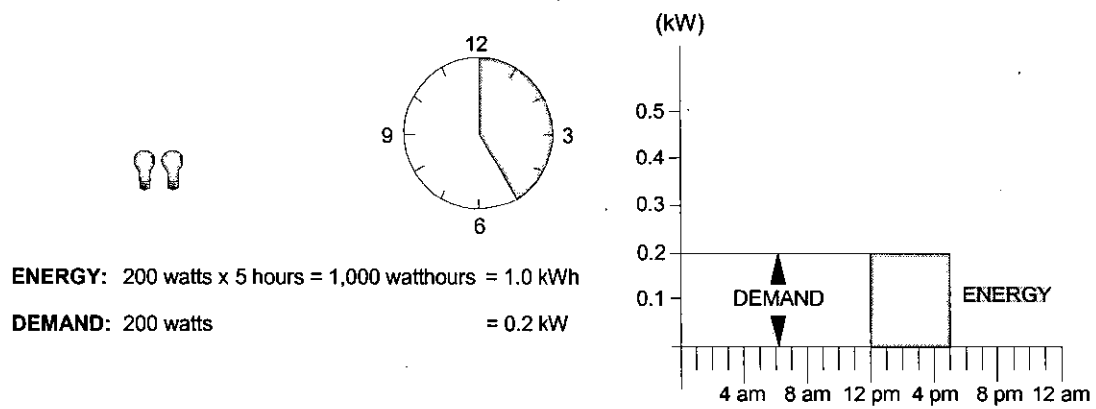 12
9
3
6
ENERGY: 200 watts x 5 hours = 1,000 watthours = 1.0 kWh
DEMAND: 200 watts = 0.2 kW
(kW)
0.5
0.4
0.3
0.2
0.1
DEMAND
ENERGY
4 am 8 am 12 pm 4 pm 8 pm 12 am